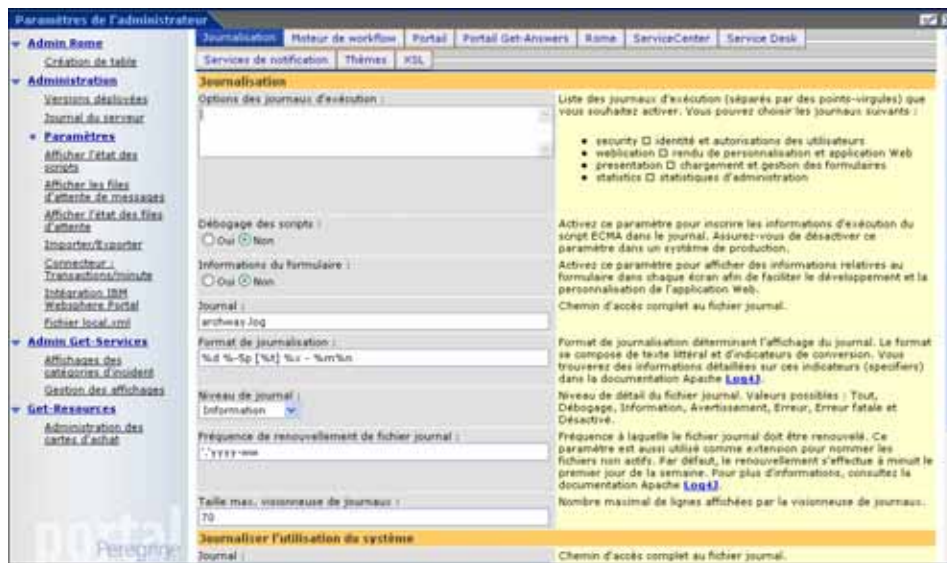 Paramètres de l'administrateur
Admin Rome
Création de table
Administration
Versions déployées
Journal du serveur
Paramètres
Afficher l'état des
scripts
Afficher les files
d'attente de messages
Afficher l'état des files
d'attente
Importer/Exporter
Connecteur :
Transactions/minute
Intégration IBM
Websphere Portal
Fichier local.xml
Admin Get-Services
Affichages des
catégories d'incident
Gestion des affichages
Get-Resources
Administration des
cartes d'achat
portal
Peregrine
Journalisation Moteur de workflow Portail Portail Get-Answers Rome ServiceCenter Service Desk
Services de notification Thèmes XSL
Journalisation
Options des journaux d'exécution :
Liste des journaux d'exécution (séparés par des points-virgules) que
vous souhaitez activer. Vous pouvez choisir les journaux suivants :
• security □ identité et autorisations des utilisateurs
• weblication □ rendu de personnalisation et application Web
• presentation □ chargement et gestion des formulaires
• statistics □ statistiques d'administration
Débogage des scripts :
Oui Non
Activez ce paramètre pour inscrire les informations d'exécution du
script ECMA dans le journal. Assurez-vous de désactiver ce
paramètre dans un système de production.
Informations du formulaire :
Oui Non
Activez ce paramètre pour afficher des informations relatives au
formulaire dans chaque écran afin de faciliter le développement et la
personnalisation de l'application Web.
Journal :
archway.log
Chemin d'accès complet au fichier journal.
Format de journalisation :
%d %-5p [%t] %x - %m%n
Format de journalisation déterminant l'affichage du journal. Le format
se compose de texte littéral et d'indicateurs de conversion. Vous
trouverez des informations détaillées sur ces indicateurs (specifiers)
dans la documentation Apache Log4J.
Niveau de journal :
Information
Niveau de détail du fichier journal. Valeurs possibles : Tout,
Débogage, Information, Avertissement, Erreur, Erreur fatale et
Désactivé.
Fréquence de renouvellement de fichier journal :
'.'yyyy-ww
Fréquence à laquelle le fichier journal doit être renouvelé. Ce
paramètre est aussi utilisé comme extension pour nommer les
fichiers non actifs. Par défaut, le renouvellement s'effectue à minuit le
premier jour de la semaine. Pour plus d'informations, consultez la
documentation Apache Log4J.
Taille max. visionneuse de journaux :
70
Nombre maximal de lignes affichées par la visionneuse de journaux.
Journaliser l'utilisation du système
Journal :
Chemin d'accès complet au fichier journal.